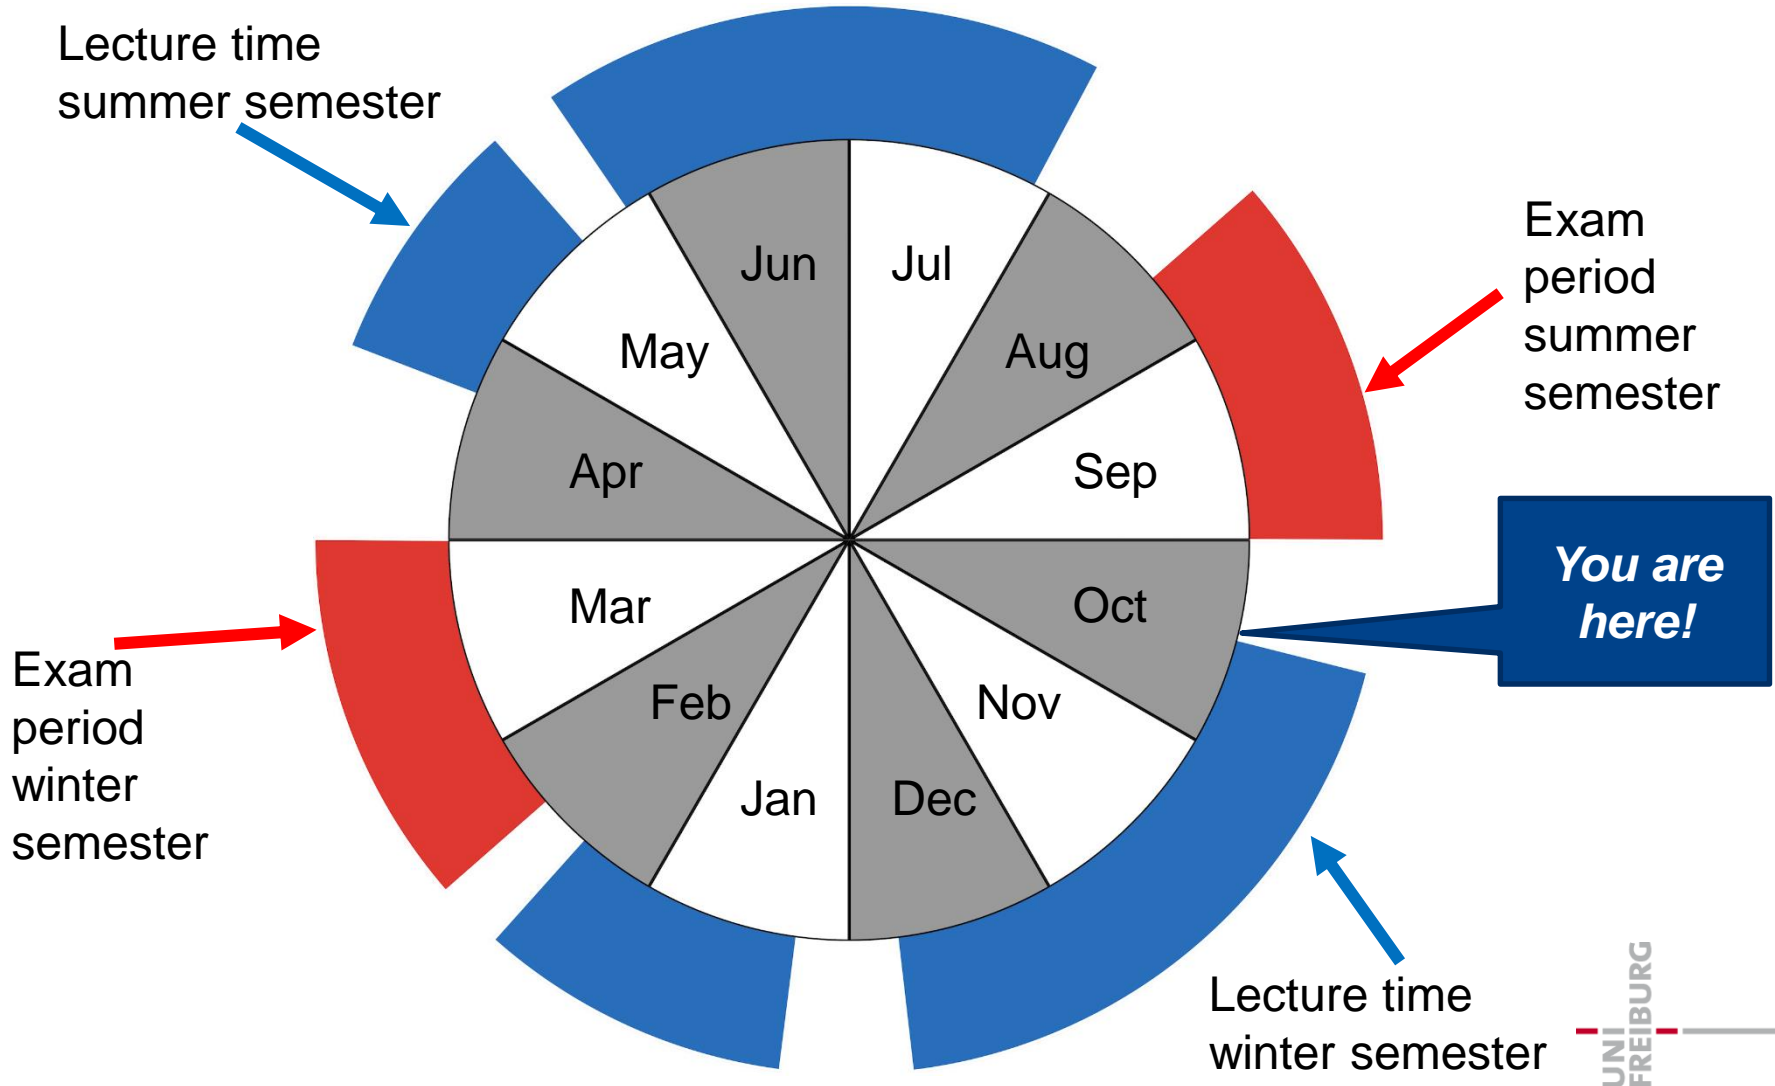 Lecture time
summer semester
Exam
period
summer
semester
Jun
Jul
May
Aug
Apr
Sep
You are
here!
Mar
Oct
Feb
Nov
Jan
Dec
Exam
period
winter
semester
Lecture time
winter semester
UNI
FREIBURG